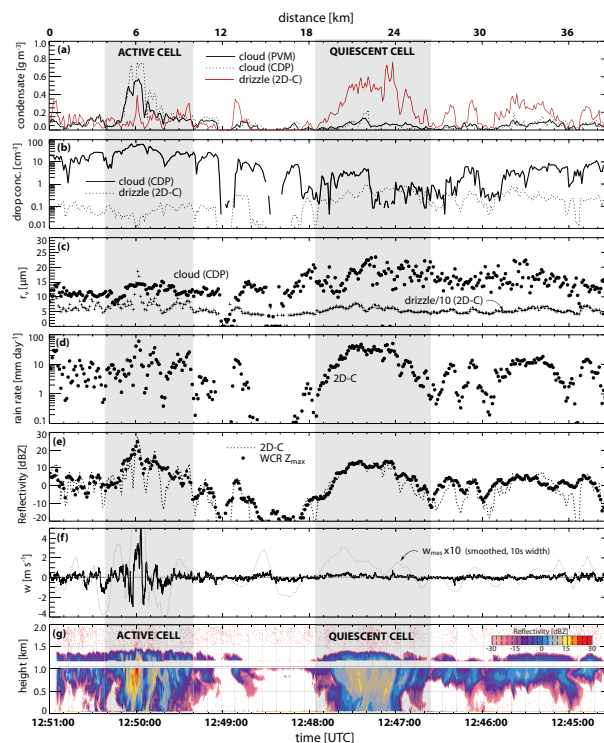 distance [km]
0 6 12 18 24 30 36
(a) ACTIVE CELL QUIESCENT CELL
cloud (PVM)
cloud (CDP)
drizzle (2D-C)
condensate [g m-3]
1.0
0.8
0.6
0.4
0.2
0.0
(b)
drop conc. [cm-3]
100
10
1
0.1
0.01
cloud (CDP)
drizzle (2D-C)
(c)
rv [μm]
30
25
20
15
10
5
0
cloud (CDP)
drizzle/10 (2D-C)
(d)
rain rate [mm day-1]
100
10
1
0.1
2D-C
(e)
Reflectivity [dBZ]
30
20
10
0
-10
-20
2D-C
WCR Zmax
(f)
w [m s-1]
4
2
0
-2
-4
wmes x10 (smoothed, 10s width)
(g) ACTIVE CELL QUIESCENT CELL
Reflectivity [dBZ]
-30 -15 0 15 30
height [km]
2.0
1.5
1.0
0.5
0
12:51:00 12:50:00 12:49:00 12:48:00 12:47:00 12:46:00 12:45:00
time [UTC]